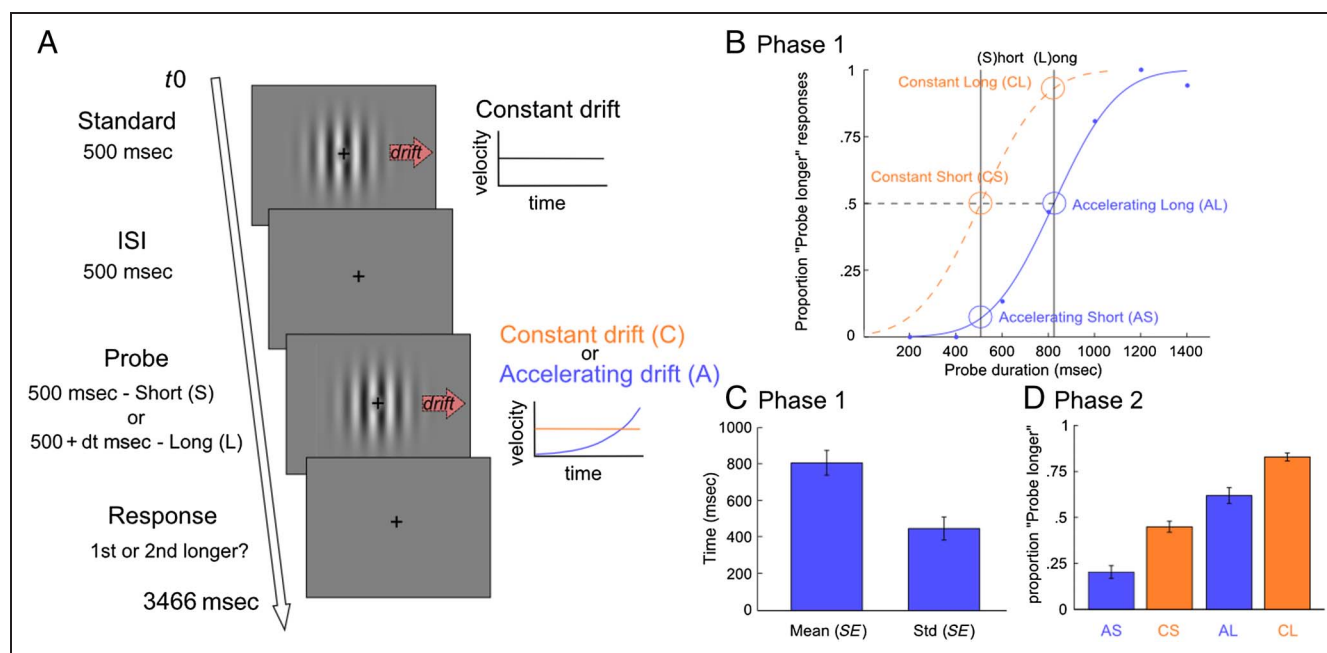 A
t0
Standard
500 msec
drift
Constant drift
velocity
time
ISI
500 msec
Probe
500 msec - Short (S)
or
500 + dt msec - Long (L)
drift
Constant drift (C)
or
Accelerating drift (A)
velocity
time
Response
1st or 2nd longer?
3466 msec
B Phase 1
(S)hort (L)ong
Proportion "Probe longer" responses
1
.75
.5
.25
0
Constant Long (CL)
Constant Short (CS)
Accelerating Long (AL)
Accelerating Short (AS)
200 400 600 800 1000 1200 1400
Probe duration (msec)
C Phase 1
Time (msec)
1000
800
600
400
200
0
Mean (SE) Std (SE)
D Phase 2
proportion "Probe longer"
1
.75
.5
.25
0
AS CS AL CL